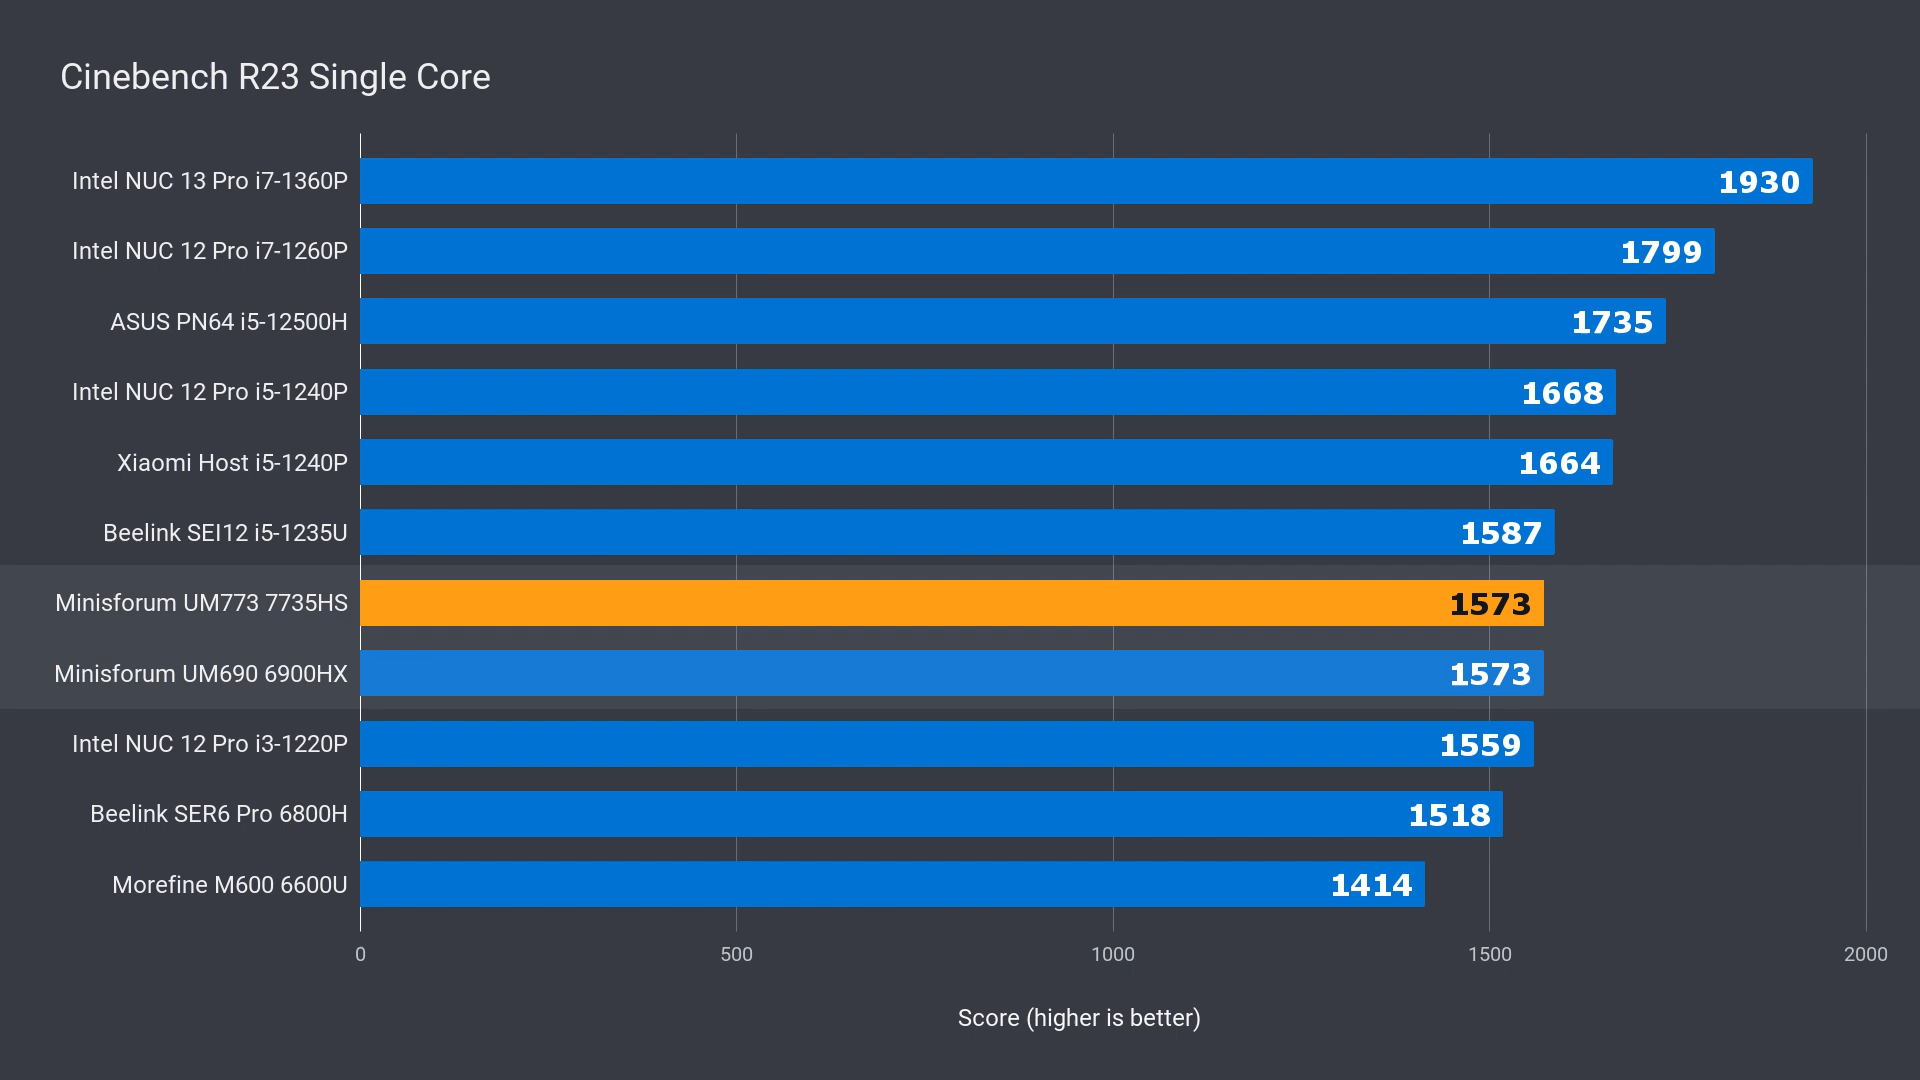 Cinebench R23 Single Core
Intel NUC 13 Pro i7-1360P 1930
Intel NUC 12 Pro i7-1260P 1799
ASUS PN64 i5-12500H 1735
Intel NUC 12 Pro i5-1240P 1668
Xiaomi Host i5-1240P 1664
Beelink SEI12 i5-1235U 1587
Minisforum UM773 7735HS 1573
Minisforum UM690 6900HX 1573
Intel NUC 12 Pro i3-1220P 1559
Beelink SER6 Pro 6800H 1518
Morefine M600 6600U 1414
0 500 1000 1500 2000
Score (higher is better)